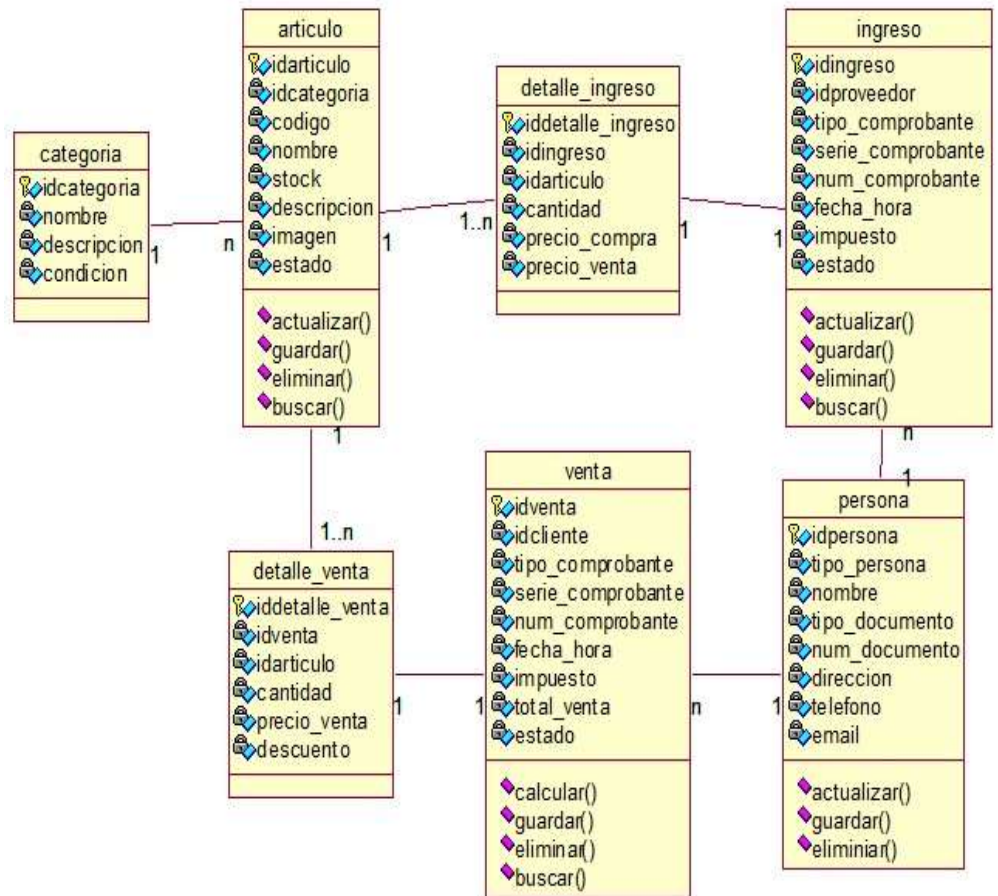 categoria
idcategoria
nombre
descripcion
condicion
1
n
articulo
idarticulo
idcategoria
codigo
nombre
stock
descripcion
imagen
estado
actualizar()
guardar()
eliminar()
buscar()
1
1..n
detalle_ingreso
iddetalle_ingreso
idingreso
idarticulo
cantidad
precio_compra
precio_venta
1
1
ingreso
idingreso
idproveedor
tipo_comprobante
serie_comprobante
num_comprobante
fecha_hora
impuesto
estado
actualizar()
guardar()
eliminar()
buscar()
1
1..n
detalle_venta
iddetalle_venta
idventa
idarticulo
cantidad
precio_venta
descuento
1
1
venta
idventa
idcliente
tipo_comprobante
serie_comprobante
num_comprobante
fecha_hora
impuesto
total_venta
estado
calcular()
guardar()
eliminar()
buscar()
n
1
n
1
persona
idpersona
tipo_persona
nombre
tipo_documento
num_documento
direccion
telefono
email
actualizar()
guardar()
eliminiar()